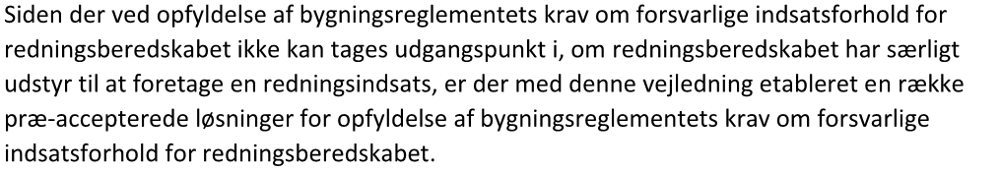 Siden der ved opfyldelse af bygningsreglementets krav om forsvarlige indsatsforhold for
redningsberedskabet ikke kan tages udgangspunkt i, om redningsberedskabet har særligt
udstyr til at foretage en redningsindsats, er der med denne vejledning etableret en række
præ-accepterede løsninger for opfyldelse af bygningsreglementets krav om forsvarlige
indsatsforhold for redningsberedskabet.